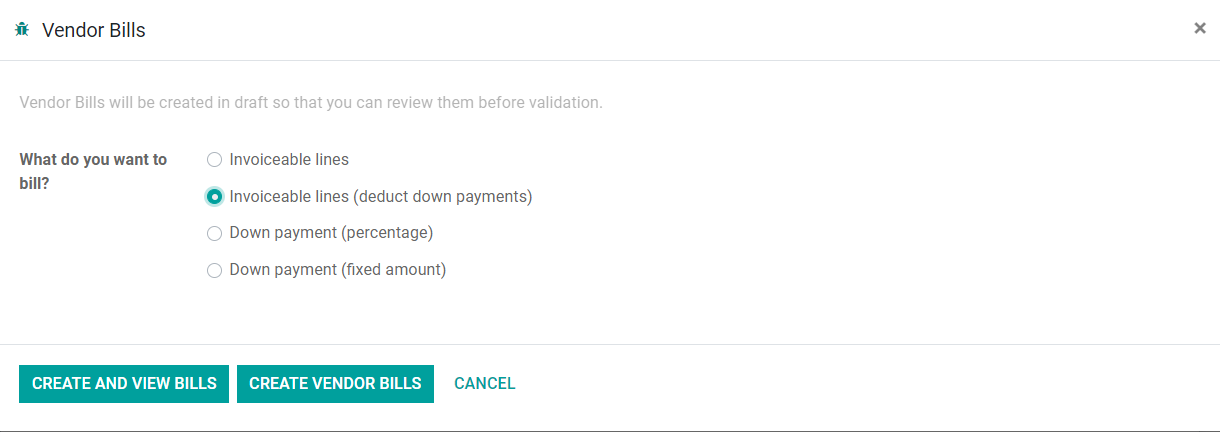 Vendor Bills
×
Vendor Bills will be created in draft so that you can review them before validation.
What do you want to
bill?
Invoiceable lines
Invoiceable lines (deduct down payments)
Down payment (percentage)
Down payment (fixed amount)
CREATE AND VIEW BILLS CREATE VENDOR BILLS CANCEL